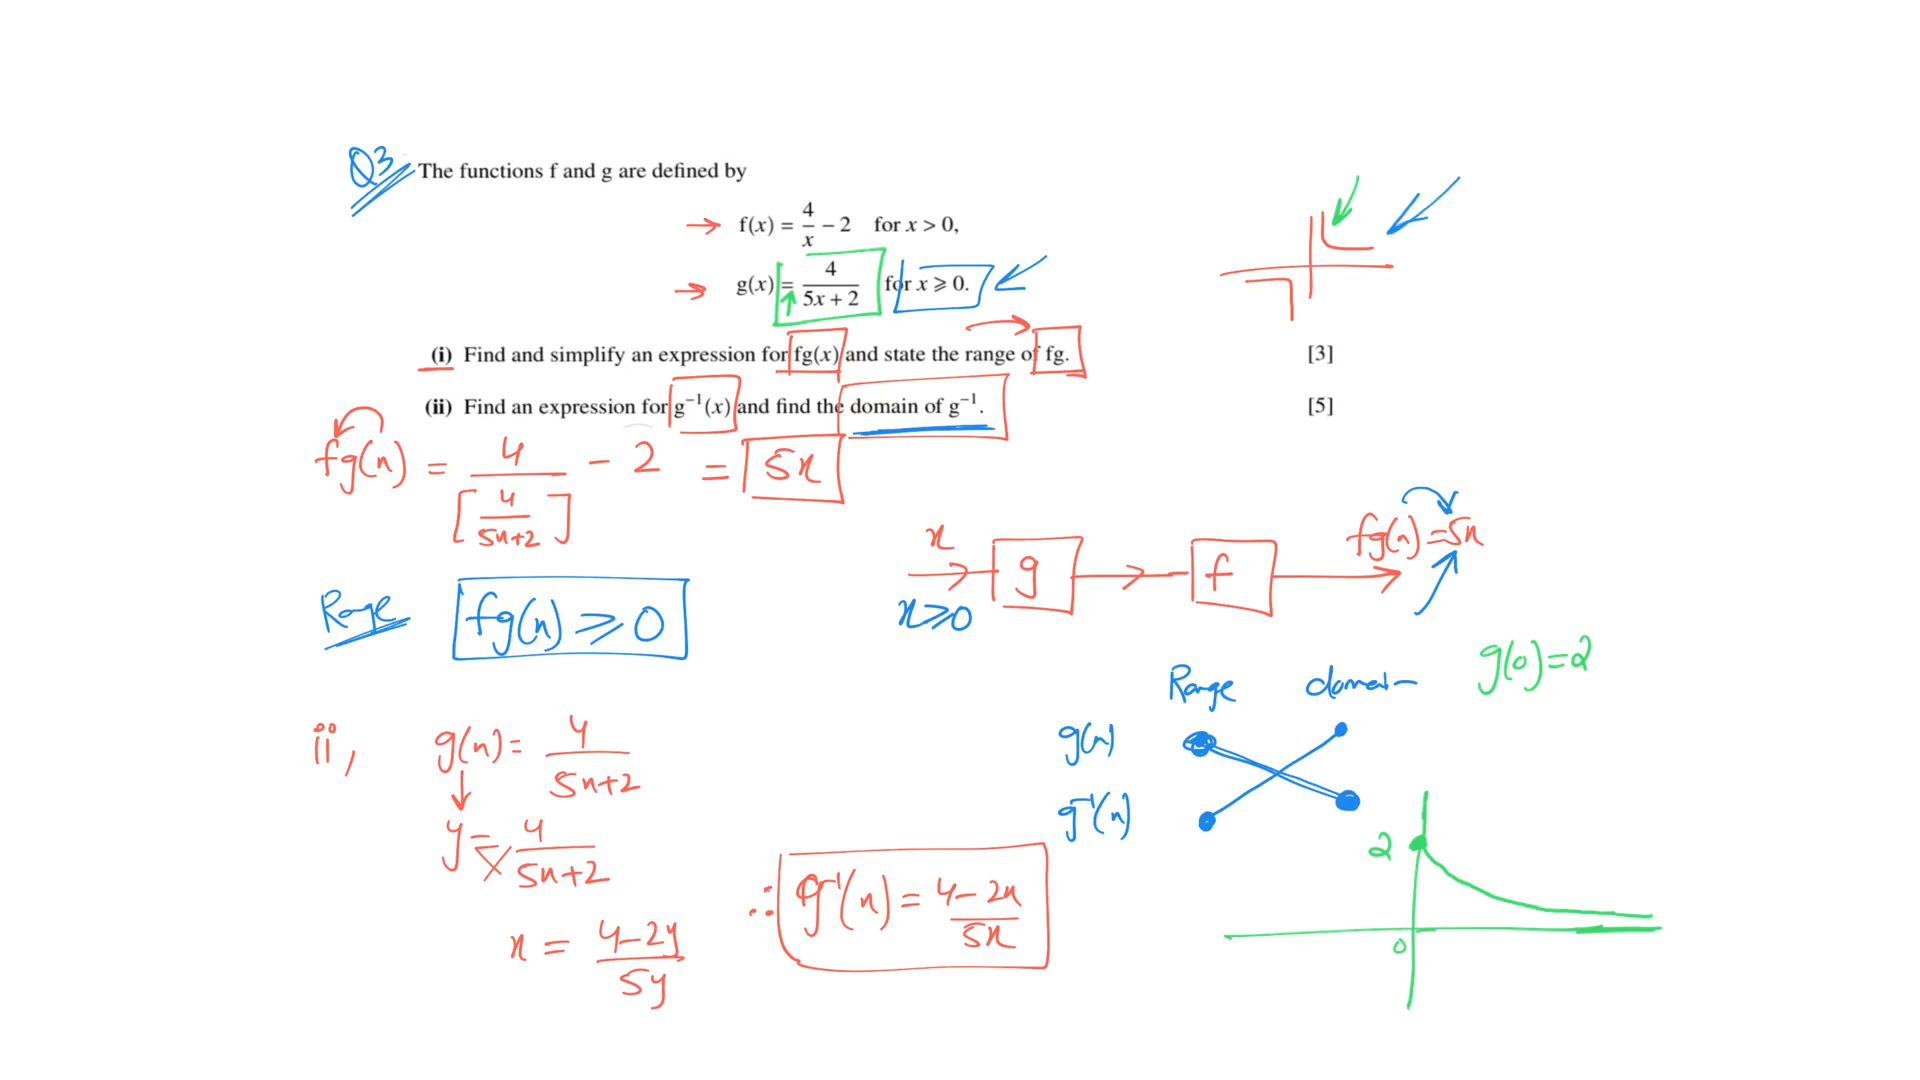 Q3 The functions f and g are defined by
→ f(x) = 4/x − 2 for x > 0,
→ g(x) = 4/(5x + 2) for x ⩾ 0.
(i) Find and simplify an expression for fg(x) and state the range of fg. [3]
(ii) Find an expression for g⁻¹(x) and find the domain of g⁻¹. [5]
fg(x) = 4/[4/(5x+2)] − 2 = 5x
x → g → f → fg(x) = 5x
x ⩾ 0
Range fg(x) ⩾ 0
g(0) = 2
Range domain
ii, g(x) = 4/(5x+2)
g(x)
g⁻¹(x)
y = 4/(5x+2)
2
∴ g⁻¹(x) = (4−2x)/5x
x = (4−2y)/5y
0